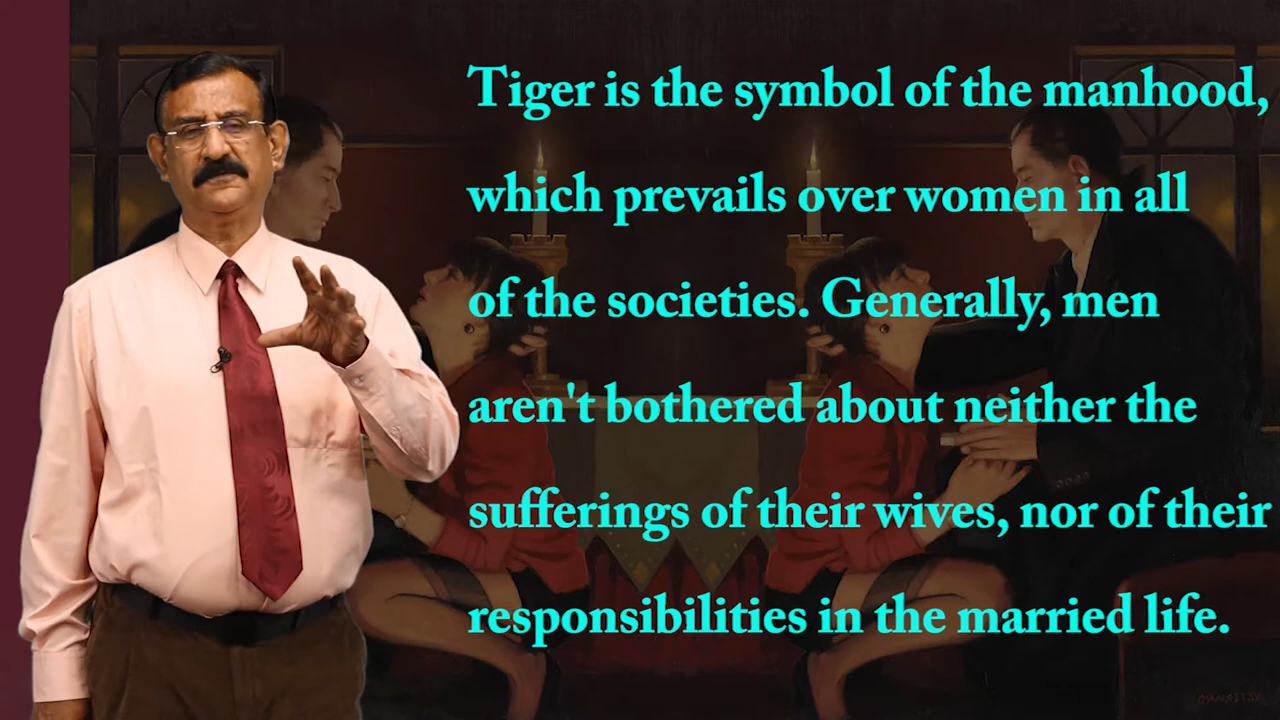 Tiger is the symbol of the manhood,
which prevails over women in all
of the societies. Generally, men
aren't bothered about neither the
sufferings of their wives, nor of their
responsibilities in the married life.